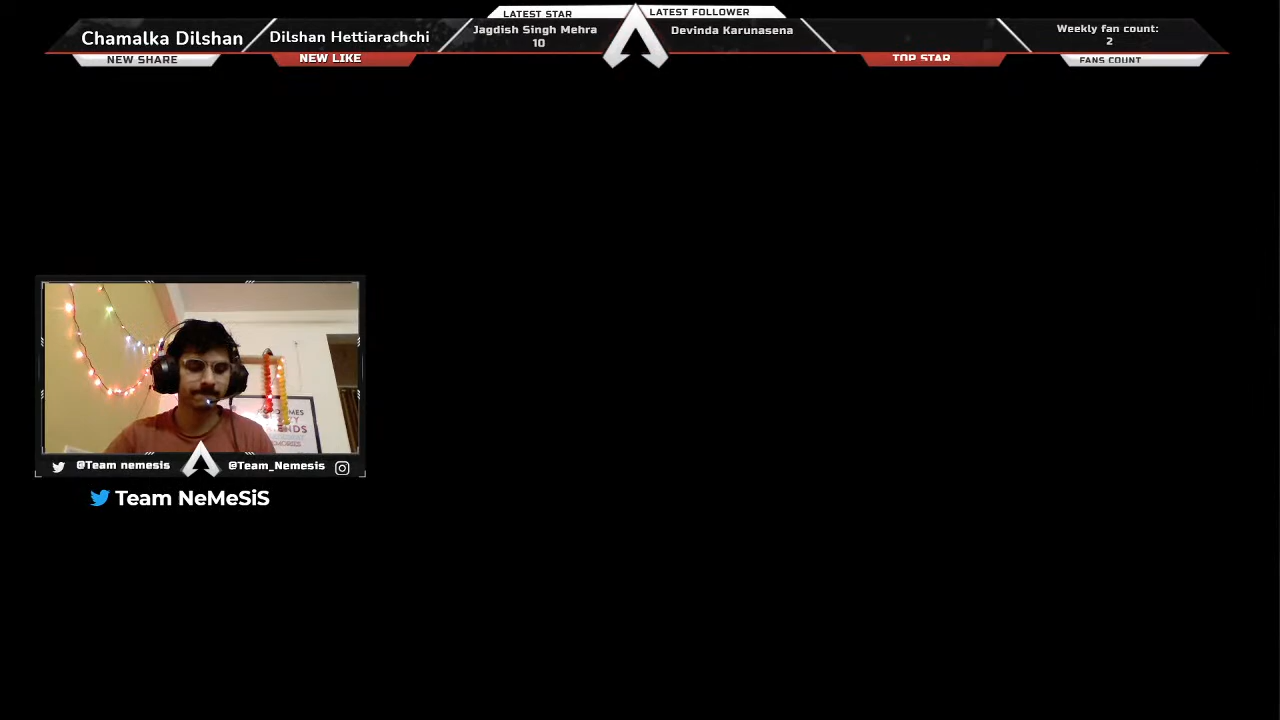 LATEST STAR
LATEST FOLLOWER
Chamalka Dilshan
Dilshan Hettiarachchi
Jagdish Singh Mehra
10
Devinda Karunasena
Weekly fan count:
2
NEW SHARE
NEW LIKE
TOP STAR
FANS COUNT
MEMORIES
@Team nemesis
@Team_Nemesis
Team NeMeSiS